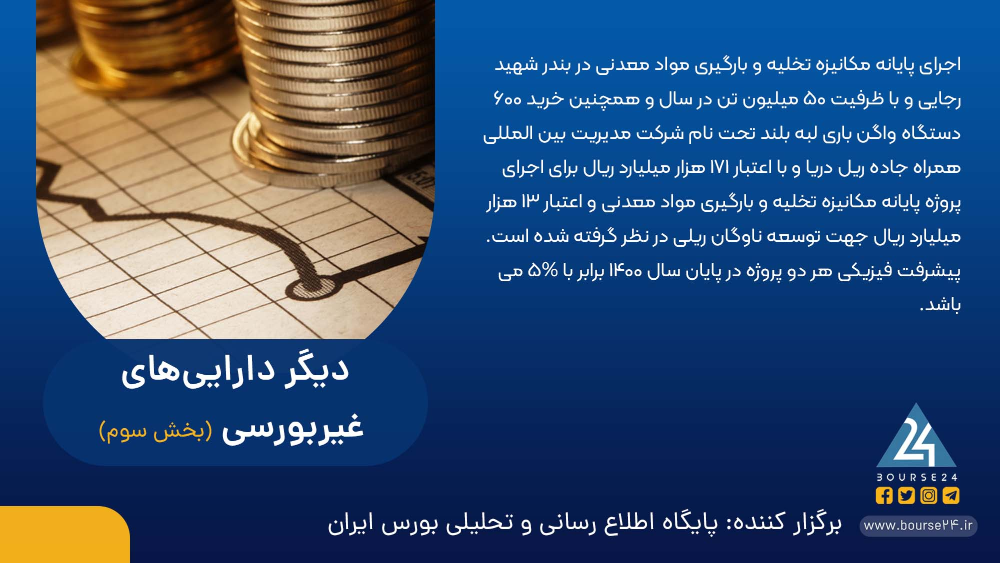 اجرای پایانه مکانیزه تخلیه و بارگیری مواد معدنی در بندر شهید
رجایی و با ظرفیت ۵۰ میلیون تن در سال و همچنین خرید ۶۰۰
دستگاه واگن باری لبه بلند تحت نام شرکت مدیریت بین المللی
همراه جاده ریل دریا و با اعتبار ۱۷۱ هزار میلیارد ریال برای اجرای
پروژه پایانه مکانیزه تخلیه و بارگیری مواد معدنی و اعتبار ۱۳ هزار
میلیارد ریال جهت توسعه ناوگان ریلی در نظر گرفته شده است.
پیشرفت فیزیکی هر دو پروژه در پایان سال ۱۴۰۰ برابر با %۵ می
باشد.
15:01
دیگر دارایی‌های
غیربورسی (بخش سوم)
24
BOURSE24
برگزار کننده: پایگاه اطلاع رسانی و تحلیلی بورس ایران
www.bourse۲۴.ir